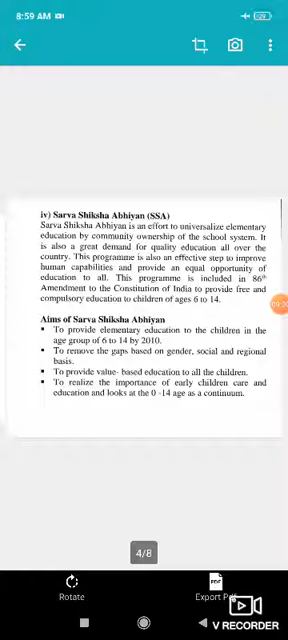 8:59 AM
29
iv) Sarva Shiksha Abhiyan (SSA)
Sarva Shiksha Abhiyan is an effort to universalize elementary
education by community ownership of the school system. It
is also a great demand for quality education all over the
country. This programme is also an effective step to improve
human capabilities and provide an equal opportunity of
education to all. This programme is included in 86th
Amendment to the Constitution of India to provide free and
compulsory education to children of ages 6 to 14.
Aims of Sarva Shiksha Abhiyan
▪ To provide elementary education to the children in the
age group of 6 to 14 by 2010.
▪ To remove the gaps based on gender, social and regional
basis.
▪ To provide value- based education to all the children.
▪ To realize the importance of early children care and
education and looks at the 0 -14 age as a continuum.
4/8
PDF
Rotate
Export Pdf
V RECORDER